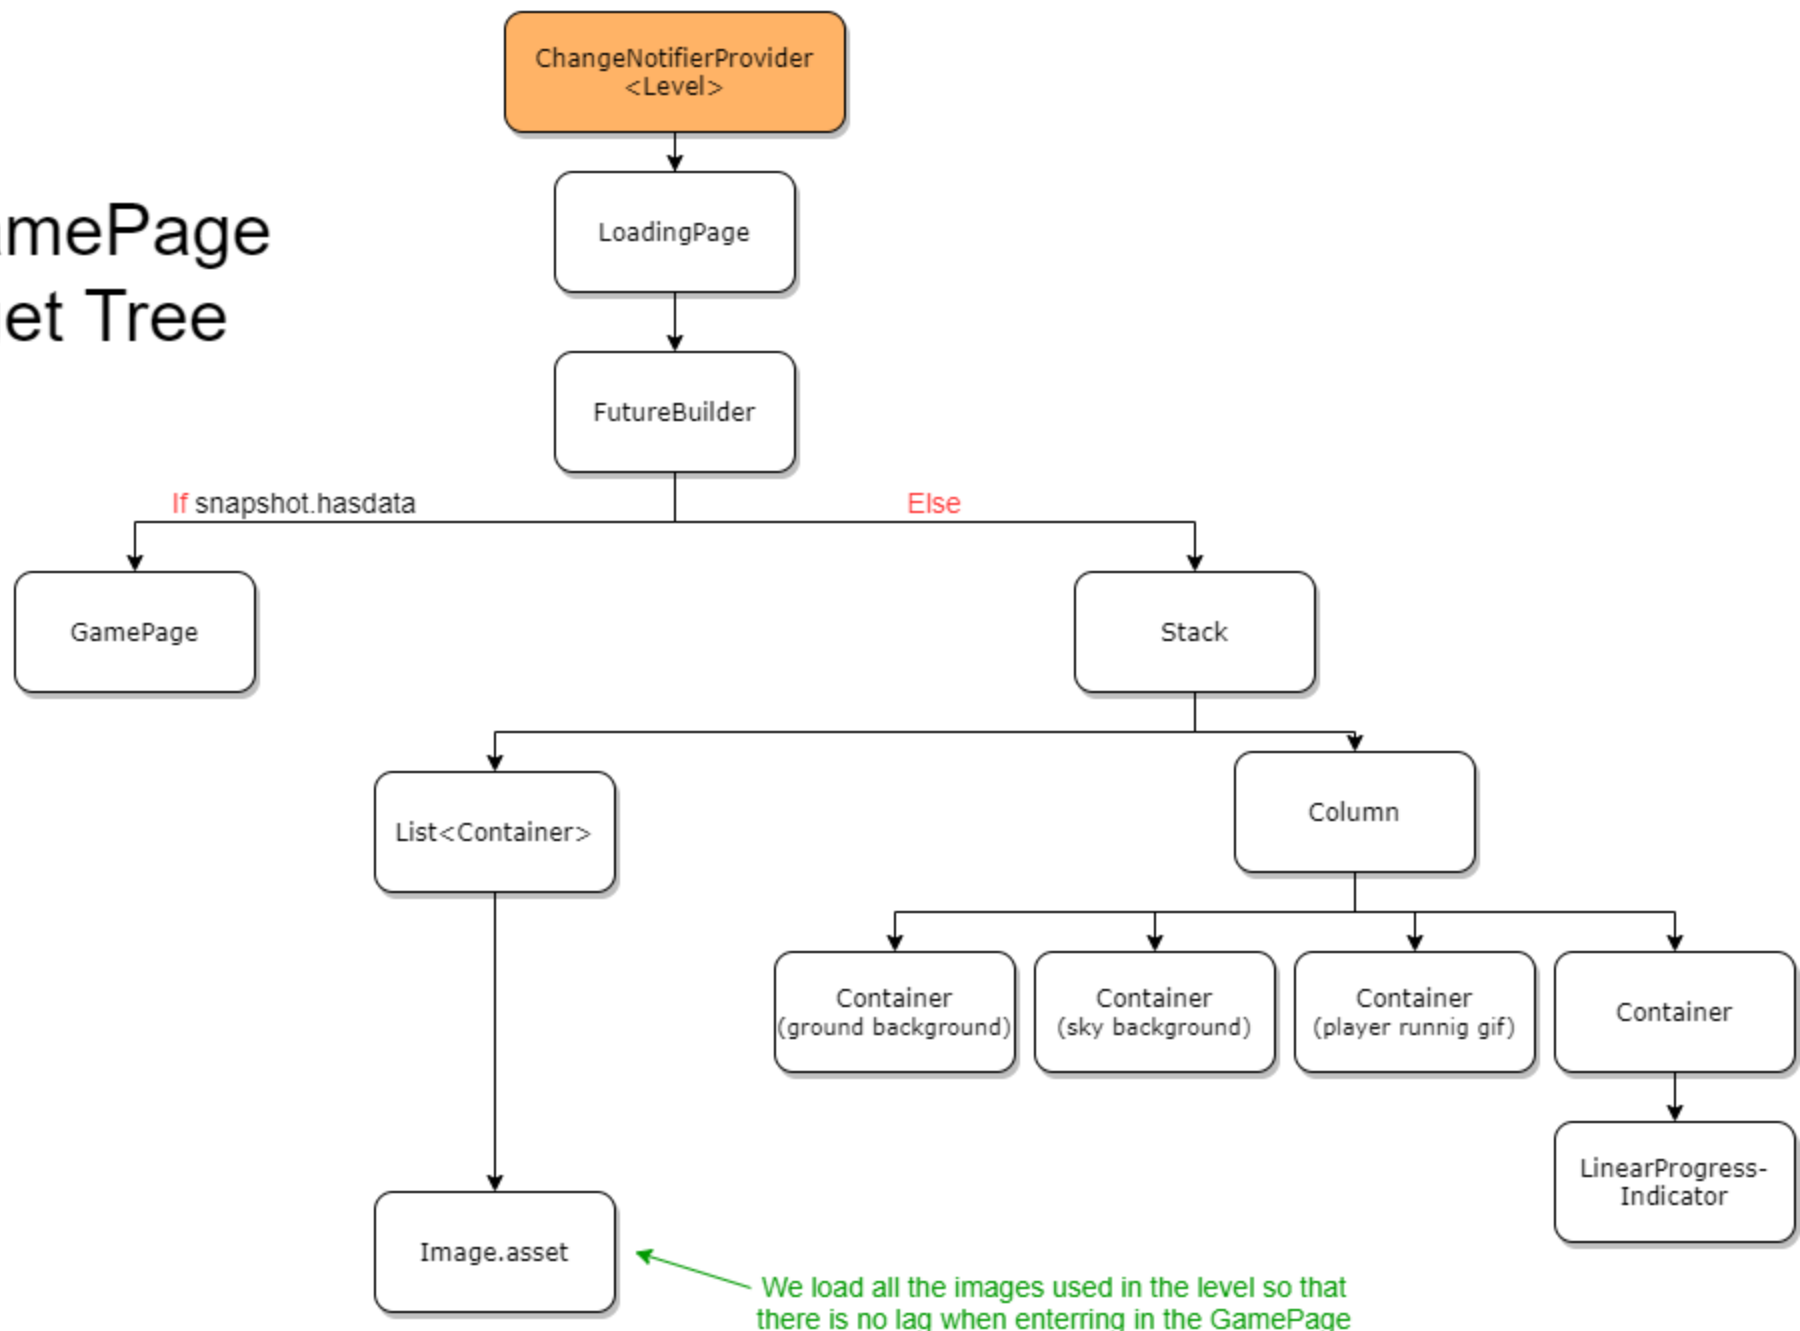 ChangeNotifierProvider
<Level>
LoadingPage
amePage
et Tree
FutureBuilder
If snapshot.hasdata
Else
GamePage
Stack
List<Container>
Column
Container
(ground background)
Container
(sky background)
Container
(player runnig gif)
Container
LinearProgress-
Indicator
Image.asset
We load all the images used in the level so that
there is no lag when enterring in the GamePage